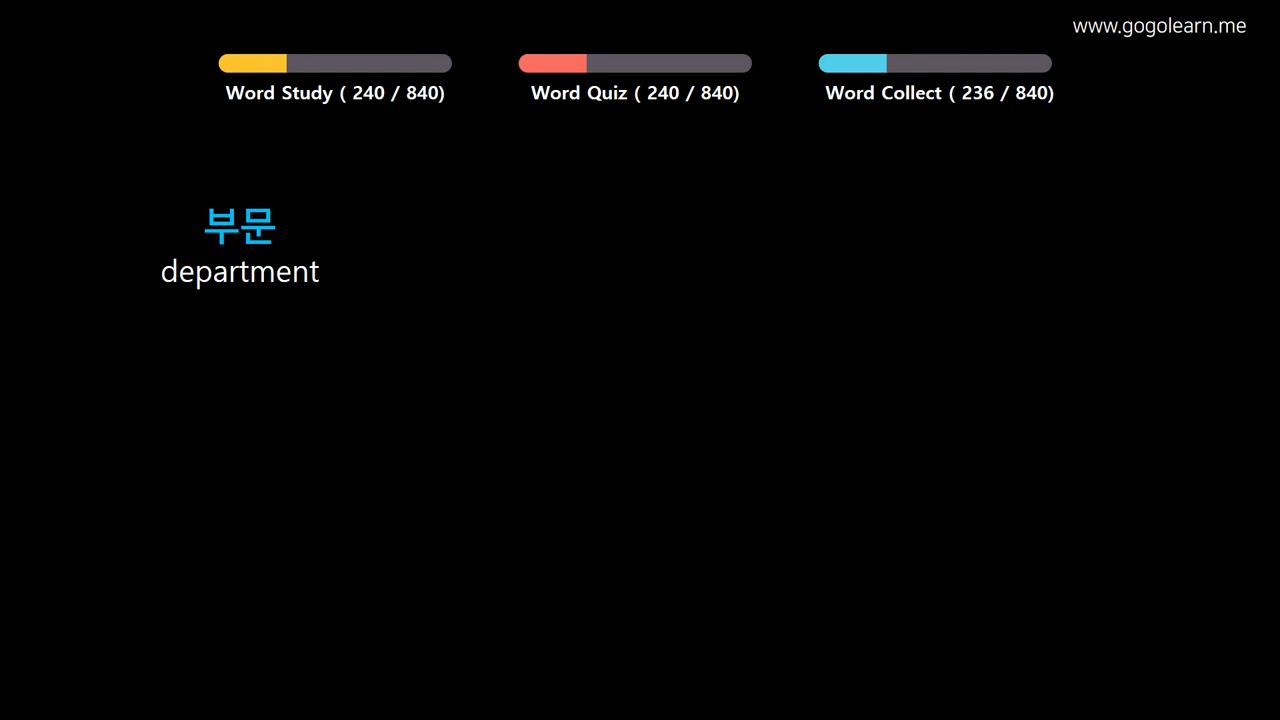 www.gogolearn.me
Word Study ( 240 / 840)
Word Quiz ( 240 / 840)
Word Collect ( 236 / 840)
부문
department